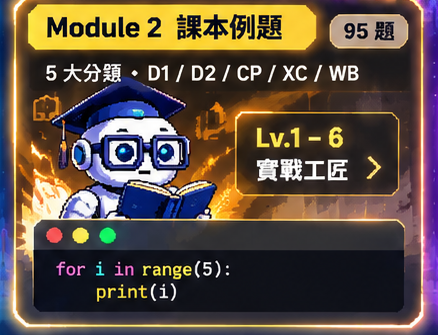 Module 2 課本例題
95 題
5 大分類 • D1 / D2 / CP / XC / WB
Lv.1 – 6
實戰工匠
for i in range(5):
    print(i)